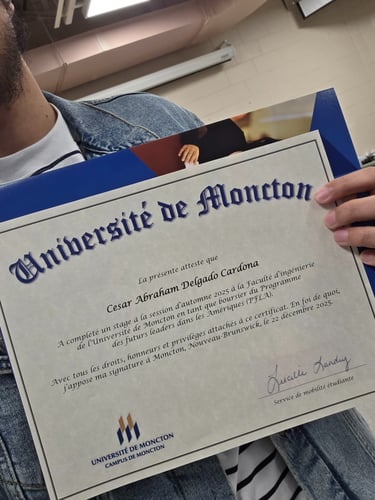 Université de Moncton
La présente atteste que
Cesar Abraham Delgado Cardona
A complété un stage à la session d'automne 2025 à la Faculté d'ingénierie
de l'Université de Moncton en tant que boursier du Programme
des futurs leaders dans les Amériques (PFLA).
Avec tous les droits, honneurs et privilèges attachés à ce certificat. En foi de quoi,
j'appose ma signature à Moncton, Nouveau-Brunswick, le 22 décembre 2025.
Service de mobilité étudiante
UNIVERSITÉ DE MONCTON
CAMPUS DE MONCTON